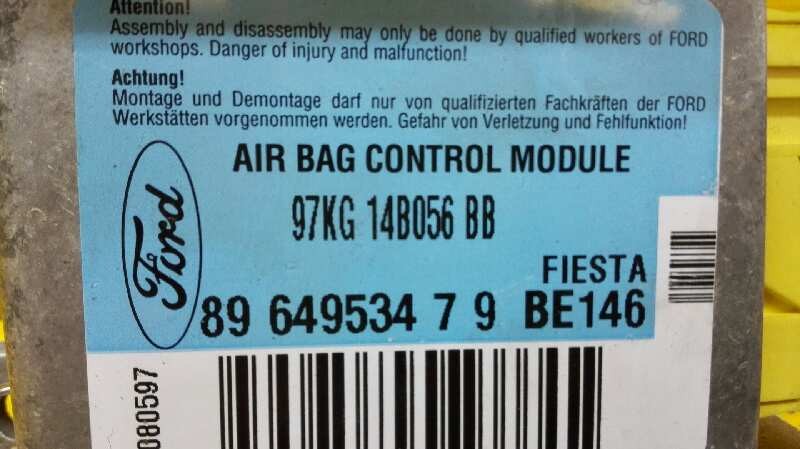 Attention!
Assembly and disassembly may only be done by qualified workers of FORD
workshops. Danger of injury and malfunction!
Achtung!
Montage und Demontage darf nur von qualifizierten Fachkräften der FORD
Werkstätten vorgenommen werden. Gefahr von Verletzung und Fehlfunktion!
AIR BAG CONTROL MODULE
Ford
97KG 14B056 BB
FIESTA
89 6495534 7 9 BE146
080597